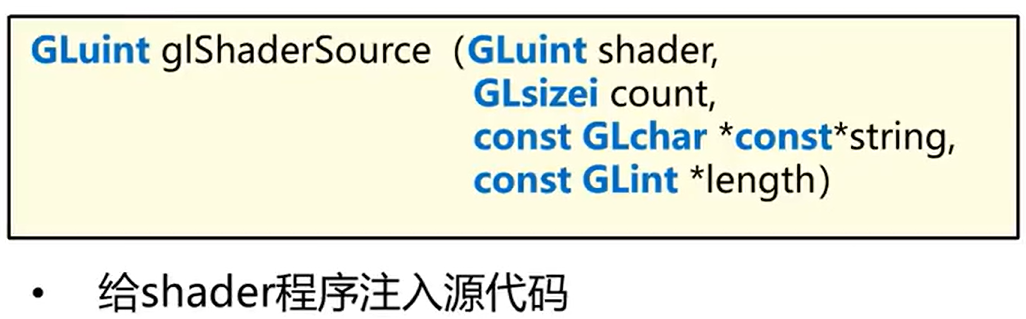 GLuint glShaderSource（GLuint shader,
GLsizei count,
const GLchar *const*string,
const GLint *length）
• 给shader程序注入源代码